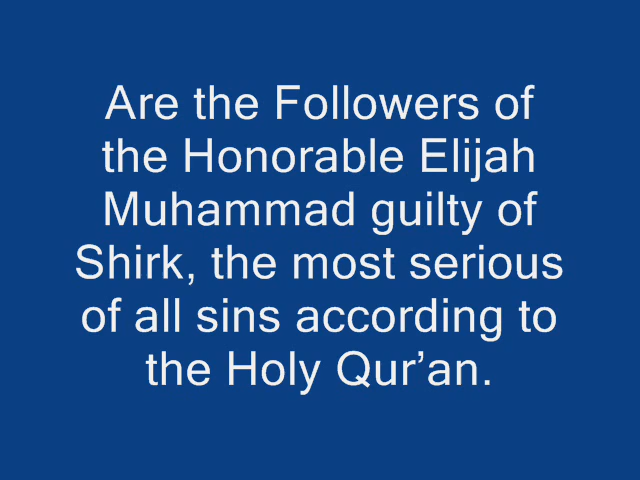 Are the Followers of
the Honorable Elijah
Muhammad guilty of
Shirk, the most serious
of all sins according to
the Holy Qur’an.